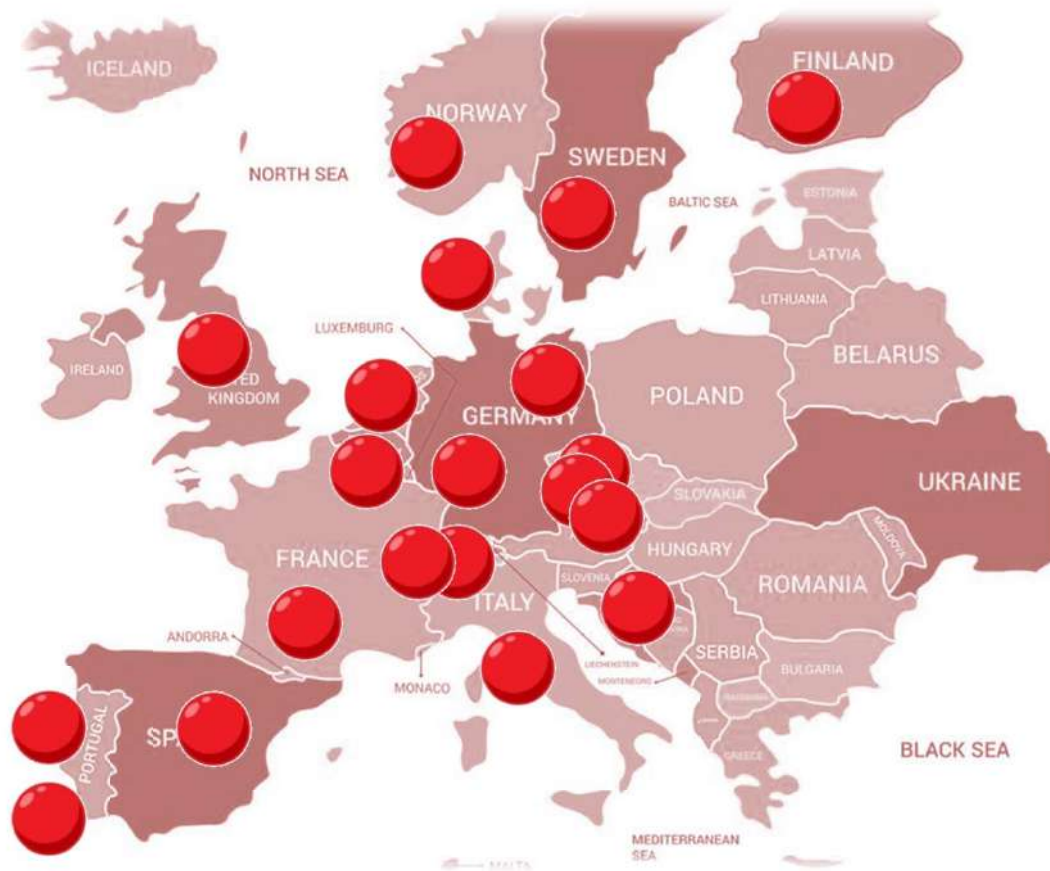 ICELAND
FINLAND
NORWAY
SWEDEN
NORTH SEA
BALTIC SEA
ESTONIA
LATVIA
LITHUANIA
LUXEMBURG
BELARUS
IRELAND
KINGDOM
POLAND
GERMANY
UKRAINE
SLOVAKIA
MOLDOVA
FRANCE
HUNGARY
ROMANIA
SLOVENIA
ITALY
ANDORRA
SERBIA
LIECHENSTEIN
BULGARIA
MONACO
MONTENEGRO
PORTUGAL
GREECE
BLACK SEA
MEDITERRANEAN
SEA